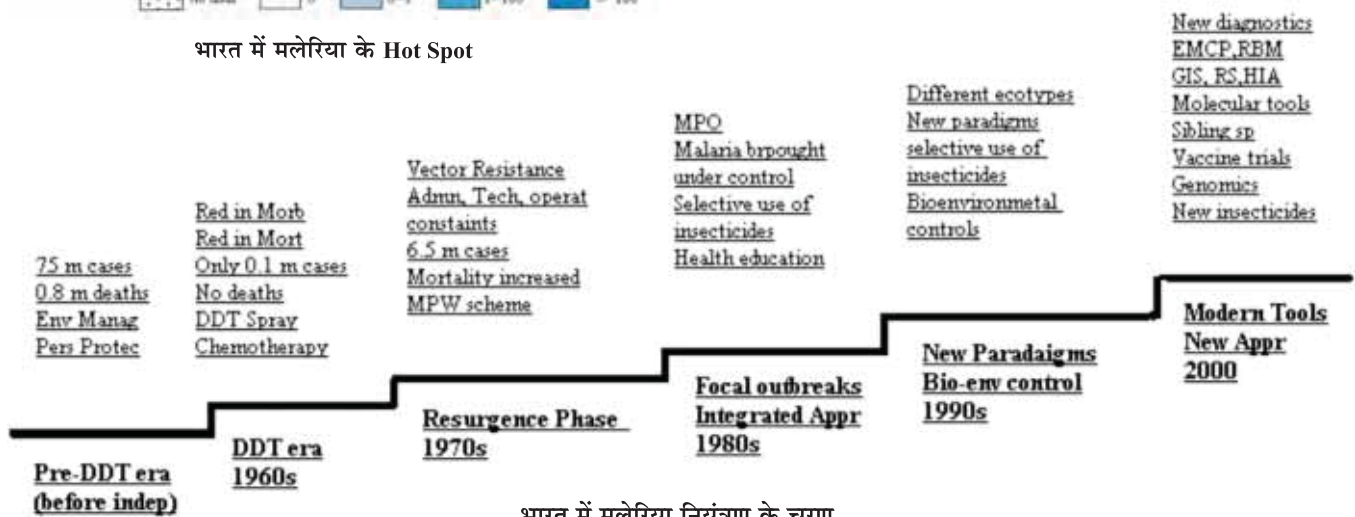 भारत में मलेरिया के Hot Spot
75 m cases
0.8 m deaths
Env Manag
Pers Protec
Pre-DDT era
(before indep)
Red in Morb
Red in Mort
Only 0.1 m cases
No deaths
DDT Spray
Chemotherapy
DDT era
1960s
Vector Resistance
Admn, Tech, operat
constaints
6.5 m cases
Mortality increased
MPW scheme
Resurgence Phase
1970s
MPO
Malaria brpought
under control
Selective use of
insecticides
Health education
Focal outbreaks
Integrated Appr
1980s
Different ecotypes
New paradigms
selective use of
insecticides
Bioenvironmetal
controls
New Paradaigms
Bio-env control
1990s
New diagnostics
EMCP,RBM
GIS, RS,HIA
Molecular tools
Sibling sp
Vaccine trials
Genomics
New insecticides
Modern Tools
New Appr
2000
भारत में मलेरिया नियंत्रण के चरण